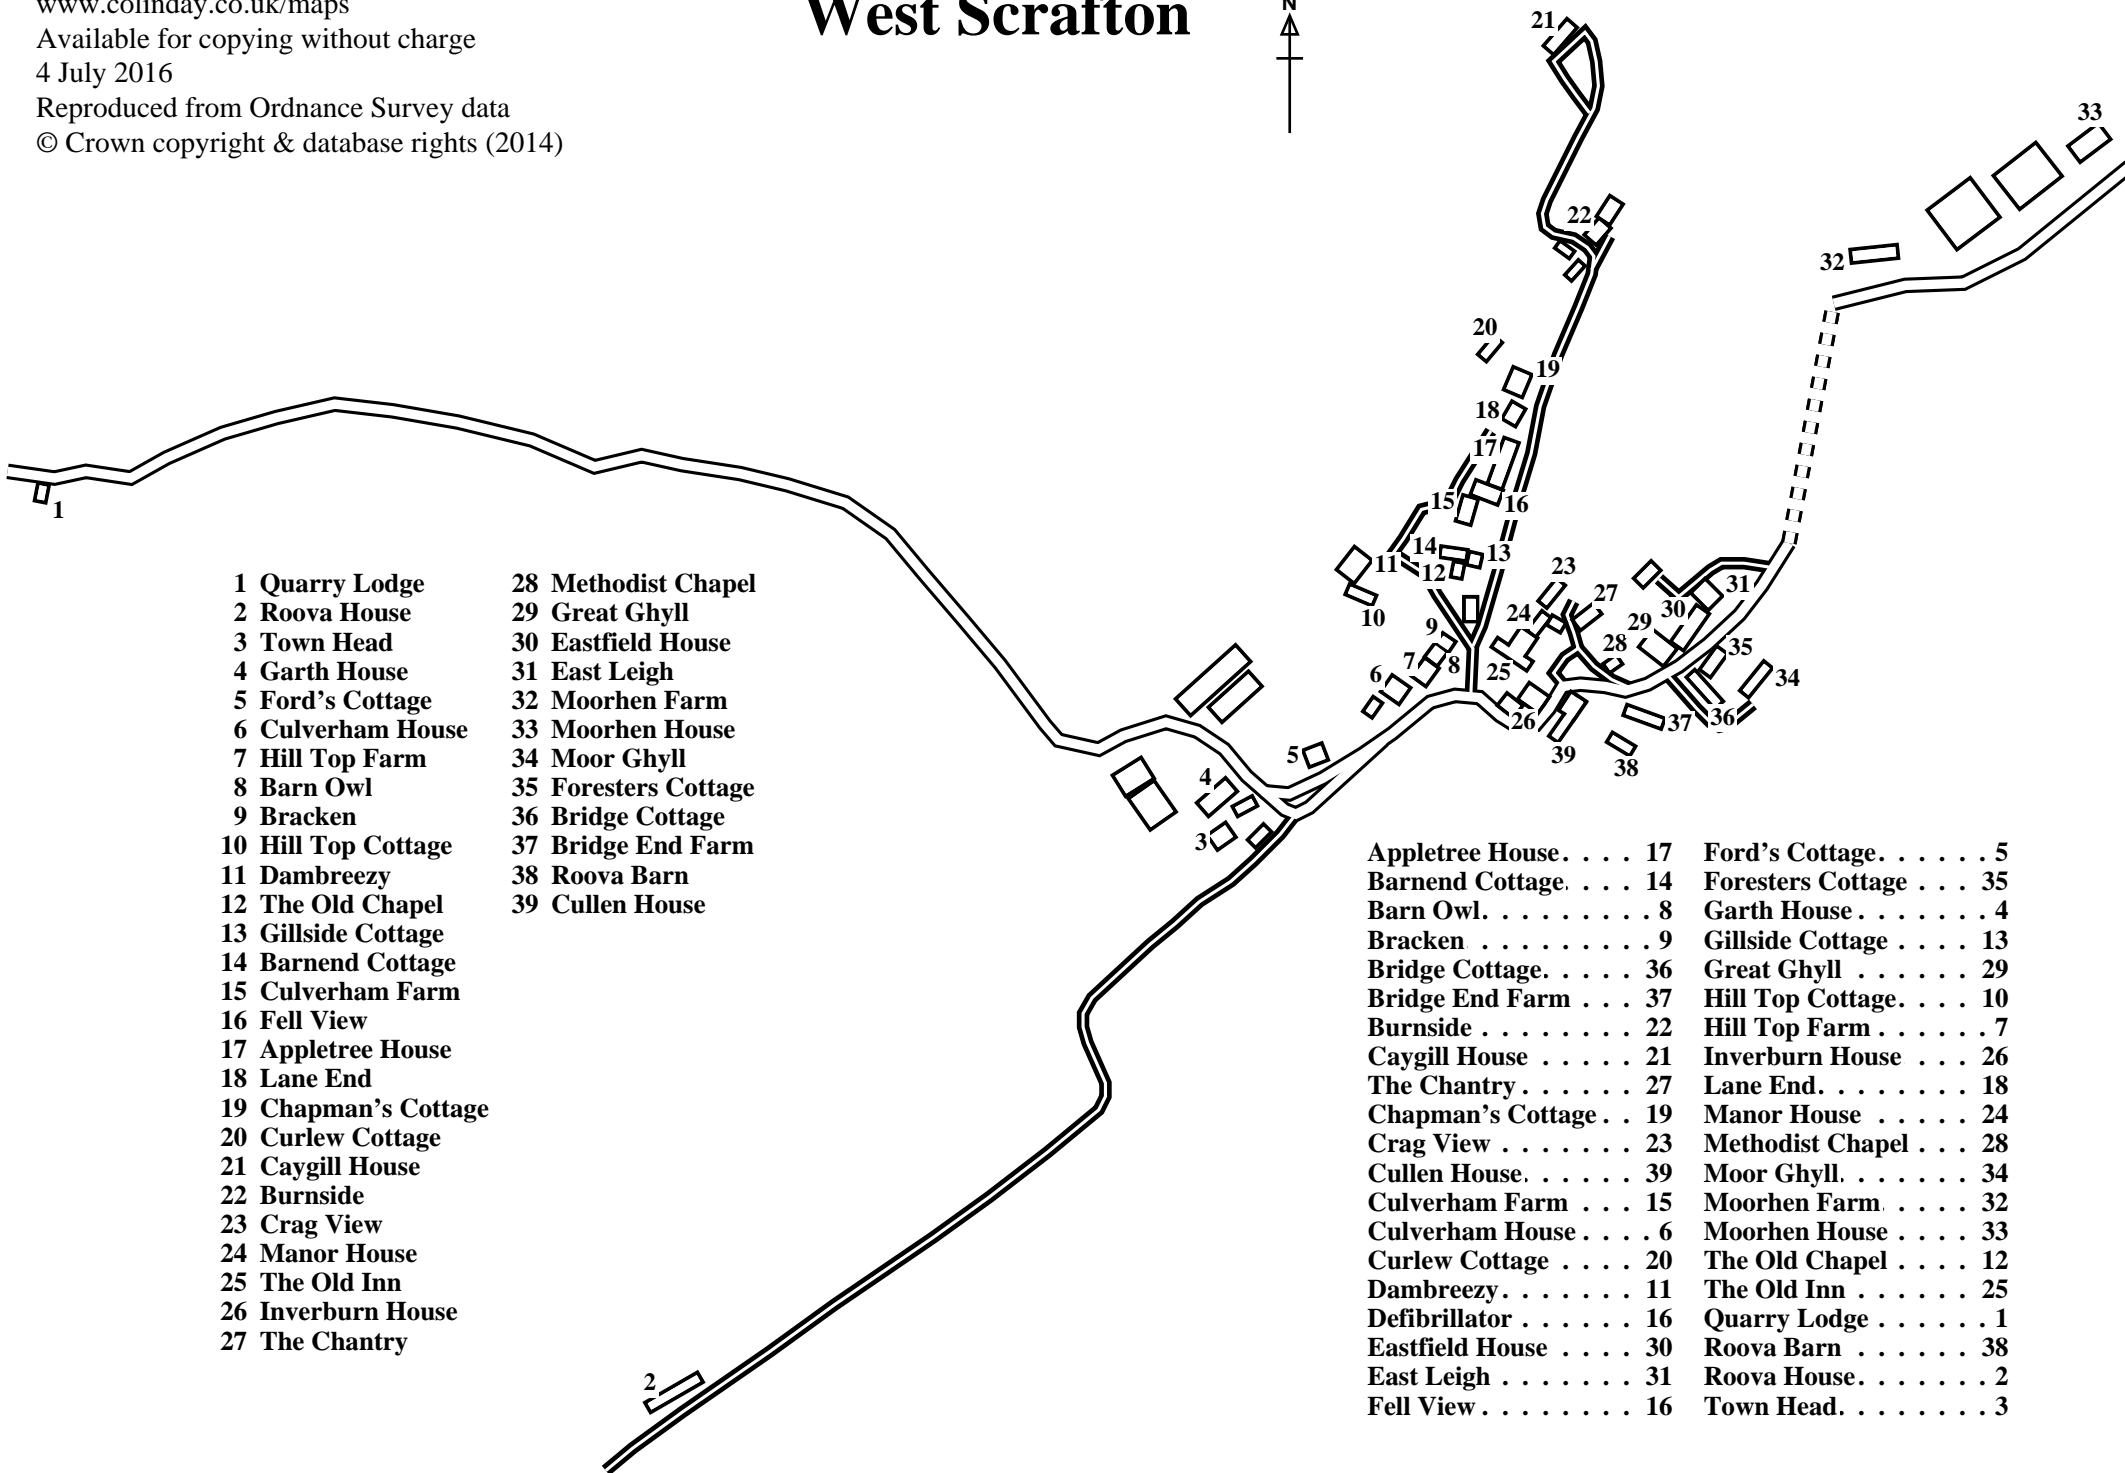 www.colinday.co.uk/maps
Available for copying without charge
4 July 2016
Reproduced from Ordnance Survey data
© Crown copyright & database rights (2014)
West Scrafton
N
21
33
22
32
20
19
18
17
15
16
14
13
11
12
10
23
27
31
30
24
29
9
28
35
7
8
25
34
6
26
36
37
39
38
5
4
3
1
2
1 Quarry Lodge
2 Roova House
3 Town Head
4 Garth House
5 Ford's Cottage
6 Culverham House
7 Hill Top Farm
8 Barn Owl
9 Bracken
10 Hill Top Cottage
11 Dambreezy
12 The Old Chapel
13 Gillside Cottage
14 Barnend Cottage
15 Culverham Farm
16 Fell View
17 Appletree House
18 Lane End
19 Chapman's Cottage
20 Curlew Cottage
21 Caygill House
22 Burnside
23 Crag View
24 Manor House
25 The Old Inn
26 Inverburn House
27 The Chantry
28 Methodist Chapel
29 Great Ghyll
30 Eastfield House
31 East Leigh
32 Moorhen Farm
33 Moorhen House
34 Moor Ghyll
35 Foresters Cottage
36 Bridge Cottage
37 Bridge End Farm
38 Roova Barn
39 Cullen House
Appletree House. . . . 17
Barnend Cottage. . . . 14
Barn Owl. . . . . . . . . 8
Bracken . . . . . . . . . . 9
Bridge Cottage. . . . . 36
Bridge End Farm . . . 37
Burnside . . . . . . . . 22
Caygill House . . . . . 21
The Chantry . . . . . . 27
Chapman's Cottage . . 19
Crag View . . . . . . . 23
Cullen House. . . . . . 39
Culverham Farm . . . 15
Culverham House . . . . 6
Curlew Cottage . . . . 20
Dambreezy. . . . . . . 11
Defibrillator . . . . . . 16
Eastfield House . . . . 30
East Leigh . . . . . . . 31
Fell View . . . . . . . . 16
Ford's Cottage. . . . . . 5
Foresters Cottage . . . 35
Garth House . . . . . . . 4
Gillside Cottage . . . . 13
Great Ghyll . . . . . . 29
Hill Top Cottage. . . . 10
Hill Top Farm . . . . . . 7
Inverburn House . . . 26
Lane End. . . . . . . . 18
Manor House . . . . . 24
Methodist Chapel . . . 28
Moor Ghyll. . . . . . . 34
Moorhen Farm. . . . . 32
Moorhen House . . . . 33
The Old Chapel . . . . 12
The Old Inn . . . . . . 25
Quarry Lodge . . . . . . 1
Roova Barn . . . . . . 38
Roova House. . . . . . . 2
Town Head. . . . . . . . 3